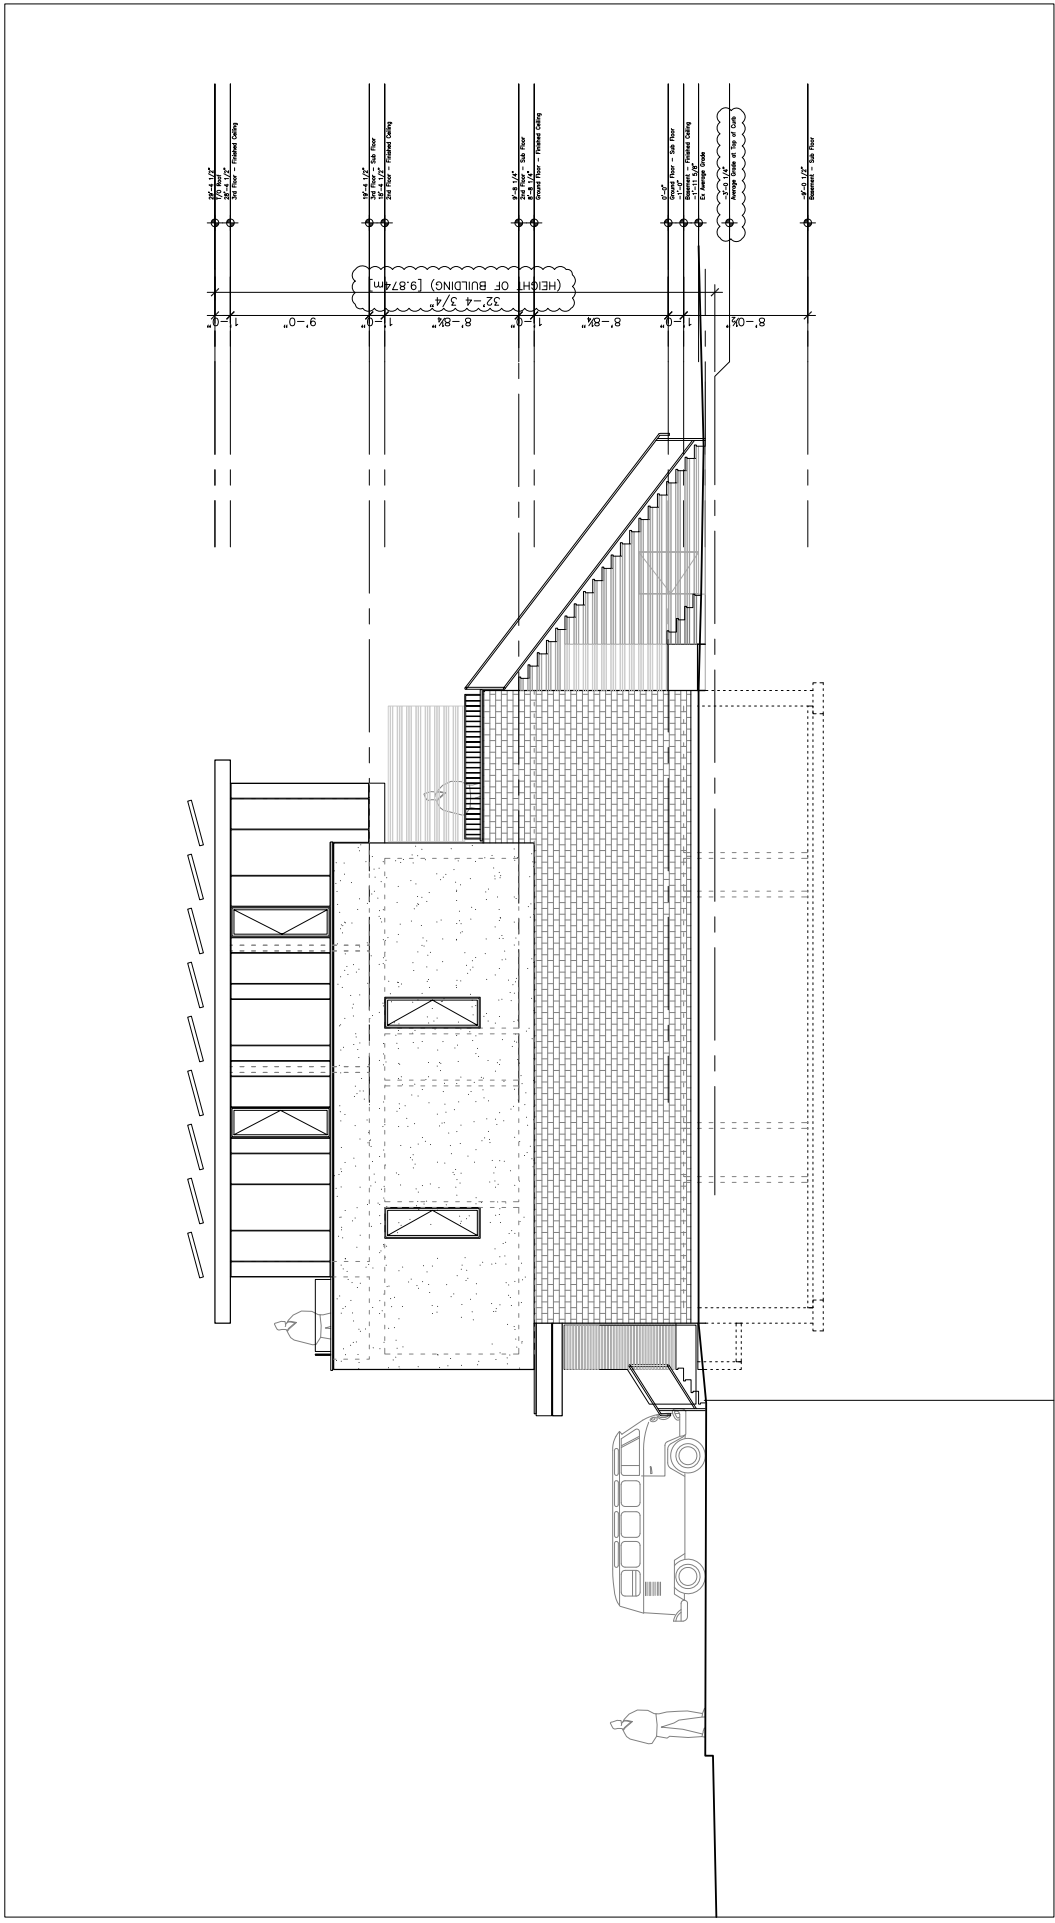 29'-4 1/2"
T/O Roof
28'-4 1/2"
3rd Floor - Finished Ceiling
19'-4 1/2"
3rd Floor - Sub Floor
18'-4 1/2"
2nd Floor - Finished Ceiling
9'-8 1/4"
2nd Floor - Sub Floor
8'-8 1/4"
Ground Floor - Finished Ceiling
0'-0"
Ground Floor - Sub Floor
-1'-0"
Basement - Finished Ceiling
-1'-11 5/8"
Ex Average Grade
-3'-0 1/4"
Average Grade at Top of Curb
-9'-0 1/2"
Basement - Sub Floor
32'-4 3/4"
(HEIGHT OF BUILDING) [9.874m]
1'-0"
9'-0"
1'-0"
8'-8¼"
1'-0"
8'-8¼"
1'-0"
8'-0½"